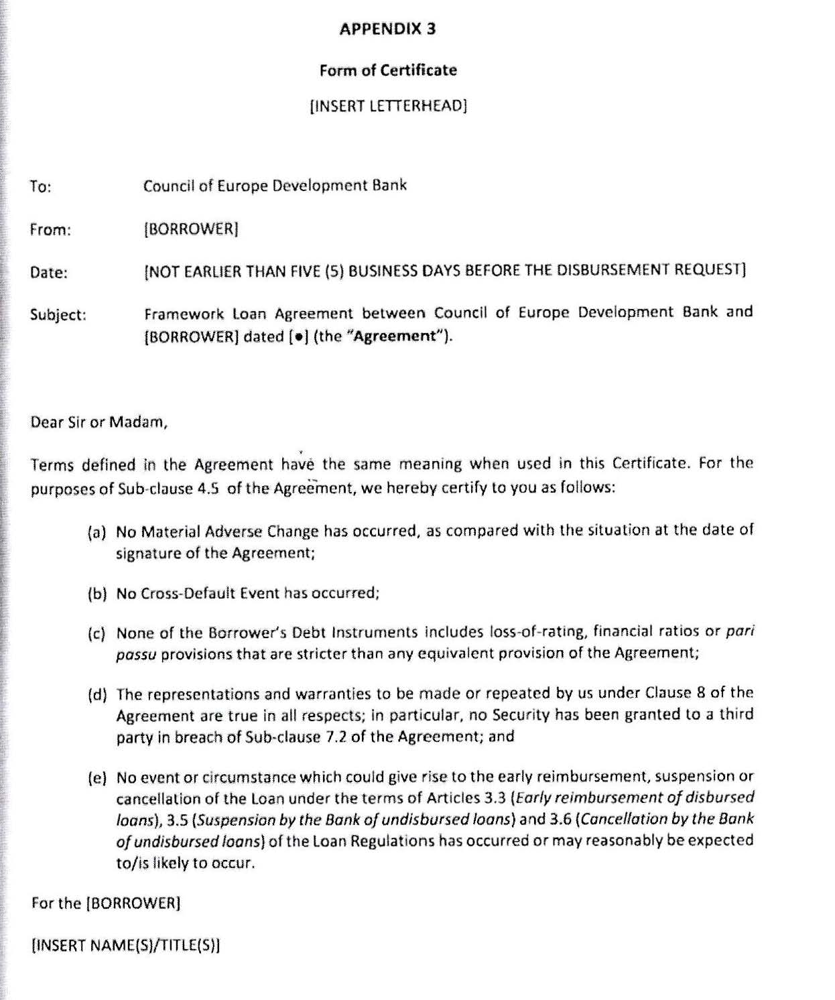 APPENDIX 3
Form of Certificate
[INSERT LETTERHEAD]
To: Council of Europe Development Bank
From: [BORROWER]
Date: [NOT EARLIER THAN FIVE (5) BUSINESS DAYS BEFORE THE DISBURSEMENT REQUEST]
Subject: Framework Loan Agreement between Council of Europe Development Bank and
[BORROWER] dated [●] (the “Agreement”).
Dear Sir or Madam,
Terms defined in the Agreement have the same meaning when used in this Certificate. For the
purposes of Sub-clause 4.5 of the Agreement, we hereby certify to you as follows:
(a) No Material Adverse Change has occurred, as compared with the situation at the date of
signature of the Agreement;
(b) No Cross-Default Event has occurred;
(c) None of the Borrower’s Debt Instruments includes loss-of-rating, financial ratios or pari
passu provisions that are stricter than any equivalent provision of the Agreement;
(d) The representations and warranties to be made or repeated by us under Clause 8 of the
Agreement are true in all respects; in particular, no Security has been granted to a third
party in breach of Sub-clause 7.2 of the Agreement; and
(e) No event or circumstance which could give rise to the early reimbursement, suspension or
cancellation of the Loan under the terms of Articles 3.3 (Early reimbursement of disbursed
loans), 3.5 (Suspension by the Bank of undisbursed loans) and 3.6 (Cancellation by the Bank
of undisbursed loans) of the Loan Regulations has occurred or may reasonably be expected
to/is likely to occur.
For the [BORROWER]
[INSERT NAME(S)/TITLE(S)]